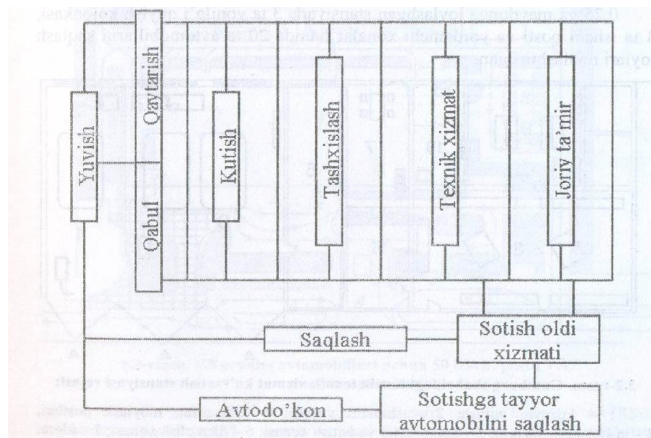 Yuvish
Qaytarish
Qabul
Kutish
Tashxislash
Texnik xizmat
Joriy ta'mir
Saqlash
Sotish oldi
xizmati
Avtodo'kon
Sotishga tayyor
avtomobilni saqlash